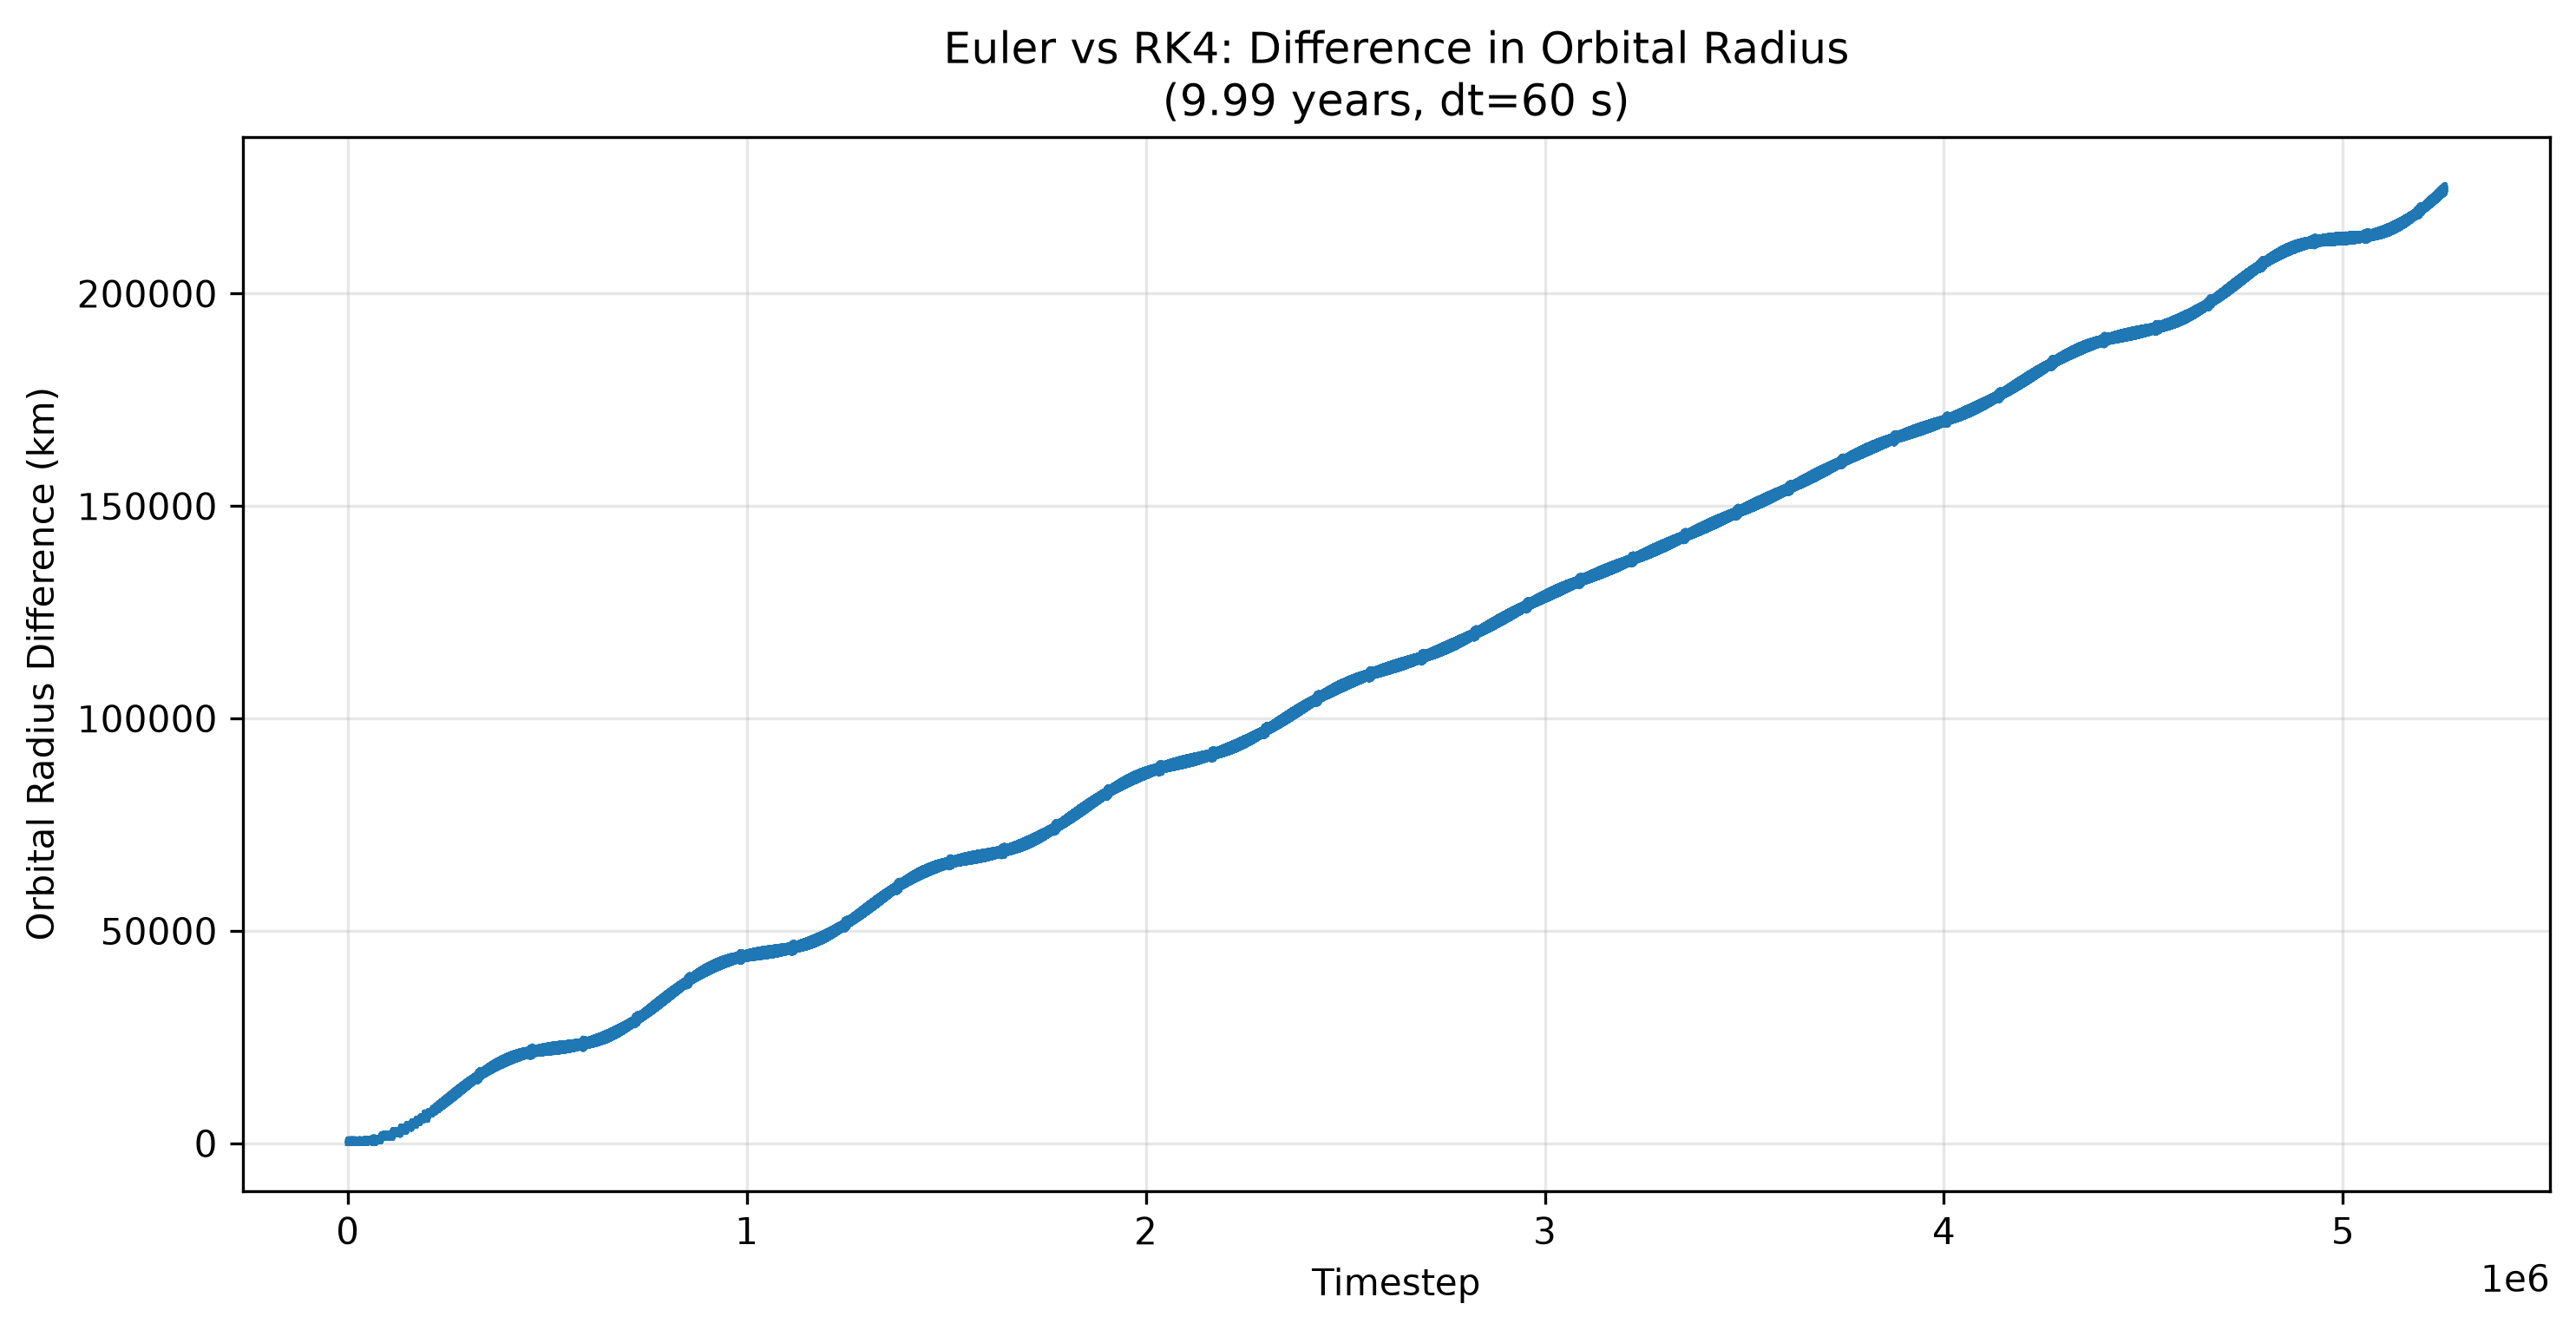 Euler vs RK4: Difference in Orbital Radius
(9.99 years, dt=60 s)
Orbital Radius Difference (km)
200000
150000
100000
50000
0
0 1 2 3 4 5
1e6
Timestep